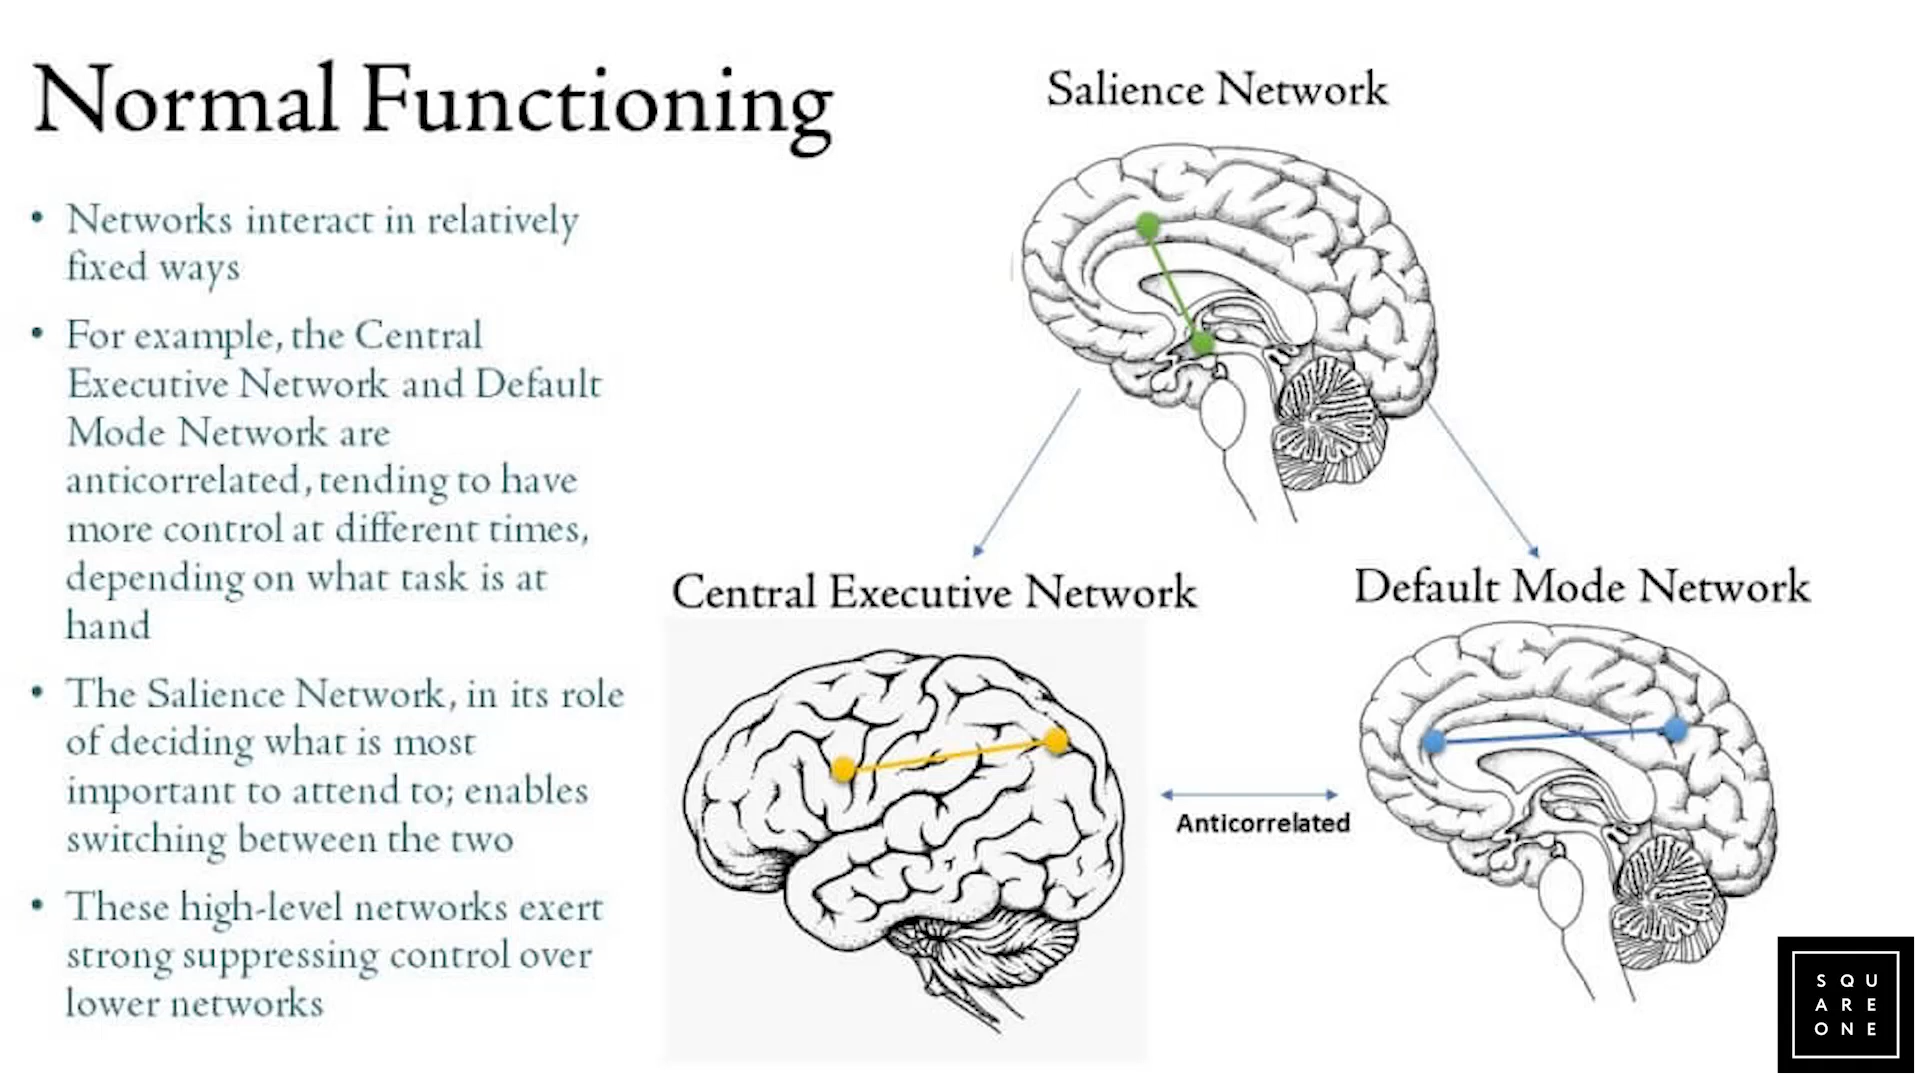 Normal Functioning
• Networks interact in relatively
fixed ways
• For example, the Central
Executive Network and Default
Mode Network are
anticorrelated, tending to have
more control at different times,
depending on what task is at
hand
• The Salience Network, in its role
of deciding what is most
important to attend to; enables
switching between the two
• These high-level networks exert
strong suppressing control over
lower networks
Salience Network
Central Executive Network
Default Mode Network
Anticorrelated
SQU
ARE
ONE